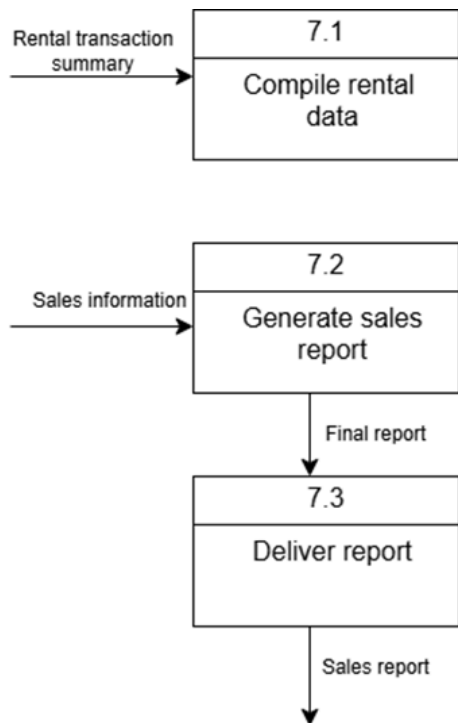 7.1
Rental transaction
summary
Compile rental
data
7.2
Sales information
Generate sales
report
Final report
7.3
Deliver report
Sales report